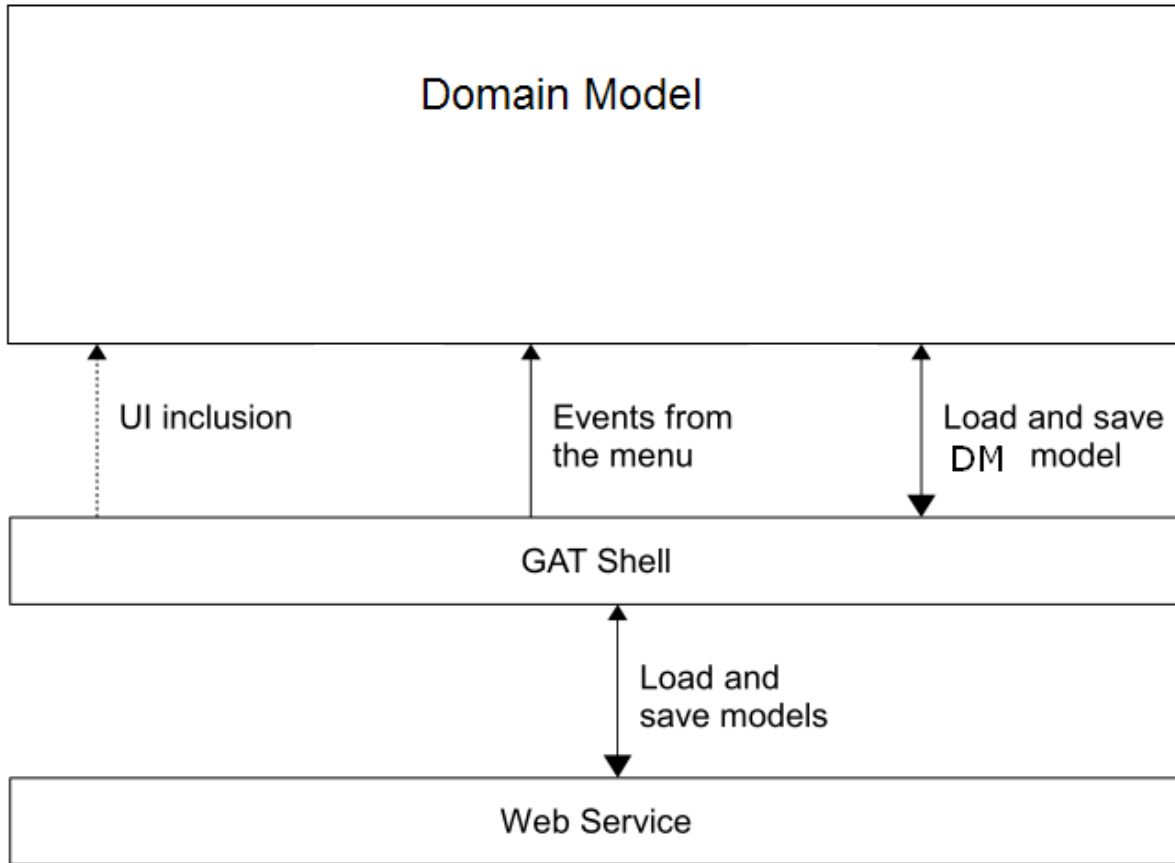 Domain Model
UI inclusion
Events from
the menu
Load and save
DM model
GAT Shell
Load and
save models
Web Service